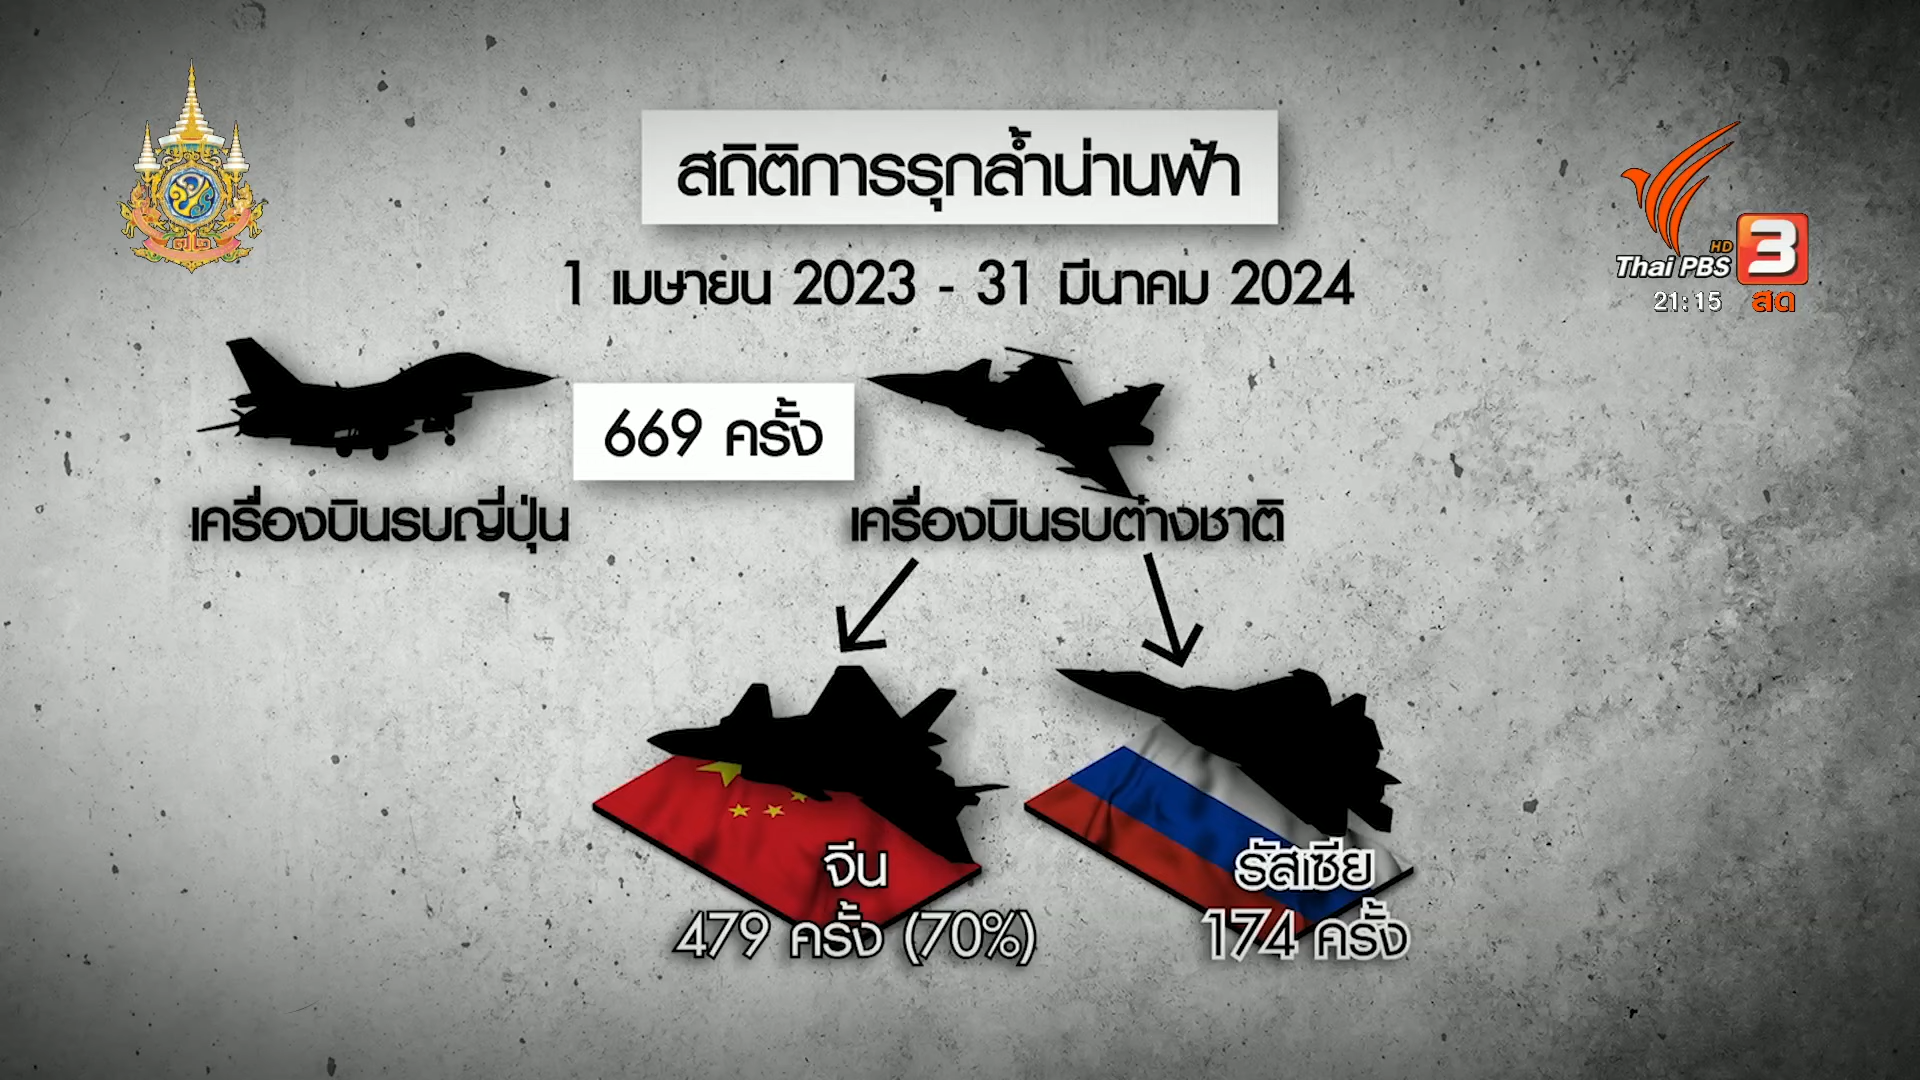 สถิติการรุกล้ำน่านฟ้า
1 เมษายน 2023 - 31 มีนาคม 2024
HD
Thai PBS 3
21:15 สด
669 ครั้ง
เครื่องบินรบญี่ปุ่น
เครื่องบินรบต่างชาติ
จีน
479 ครั้ง (70%)
รัสเซีย
174 ครั้ง
๗๒